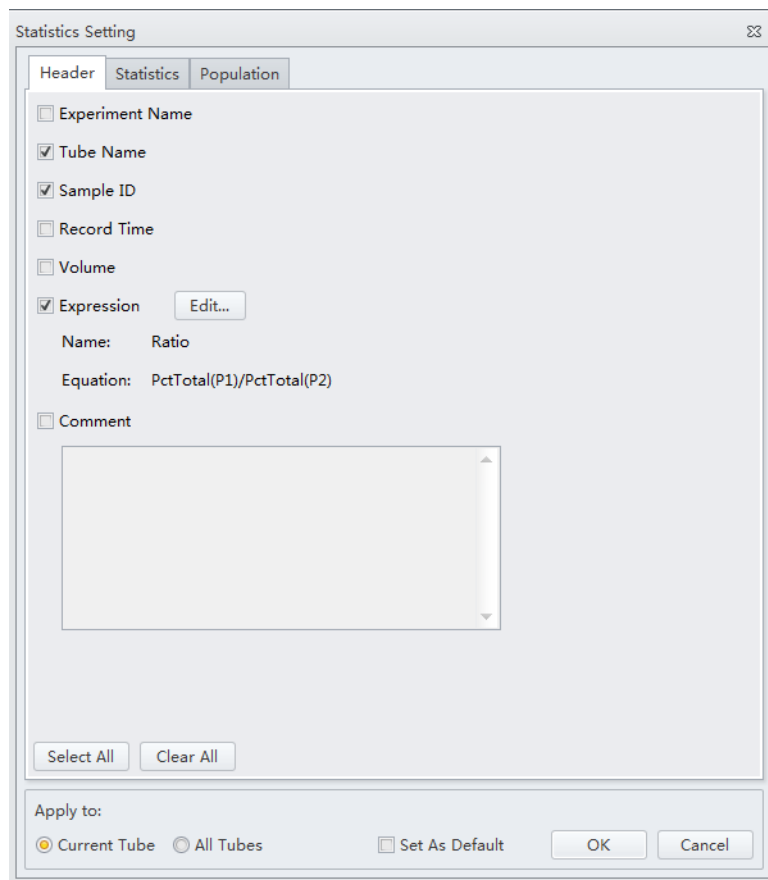 Statistics Setting
Header Statistics Population
Experiment Name
Tube Name
Sample ID
Record Time
Volume
Expression Edit...
Name: Ratio
Equation: PctTotal(P1)/PctTotal(P2)
Comment
Select All Clear All
Apply to:
Current Tube All Tubes Set As Default OK Cancel